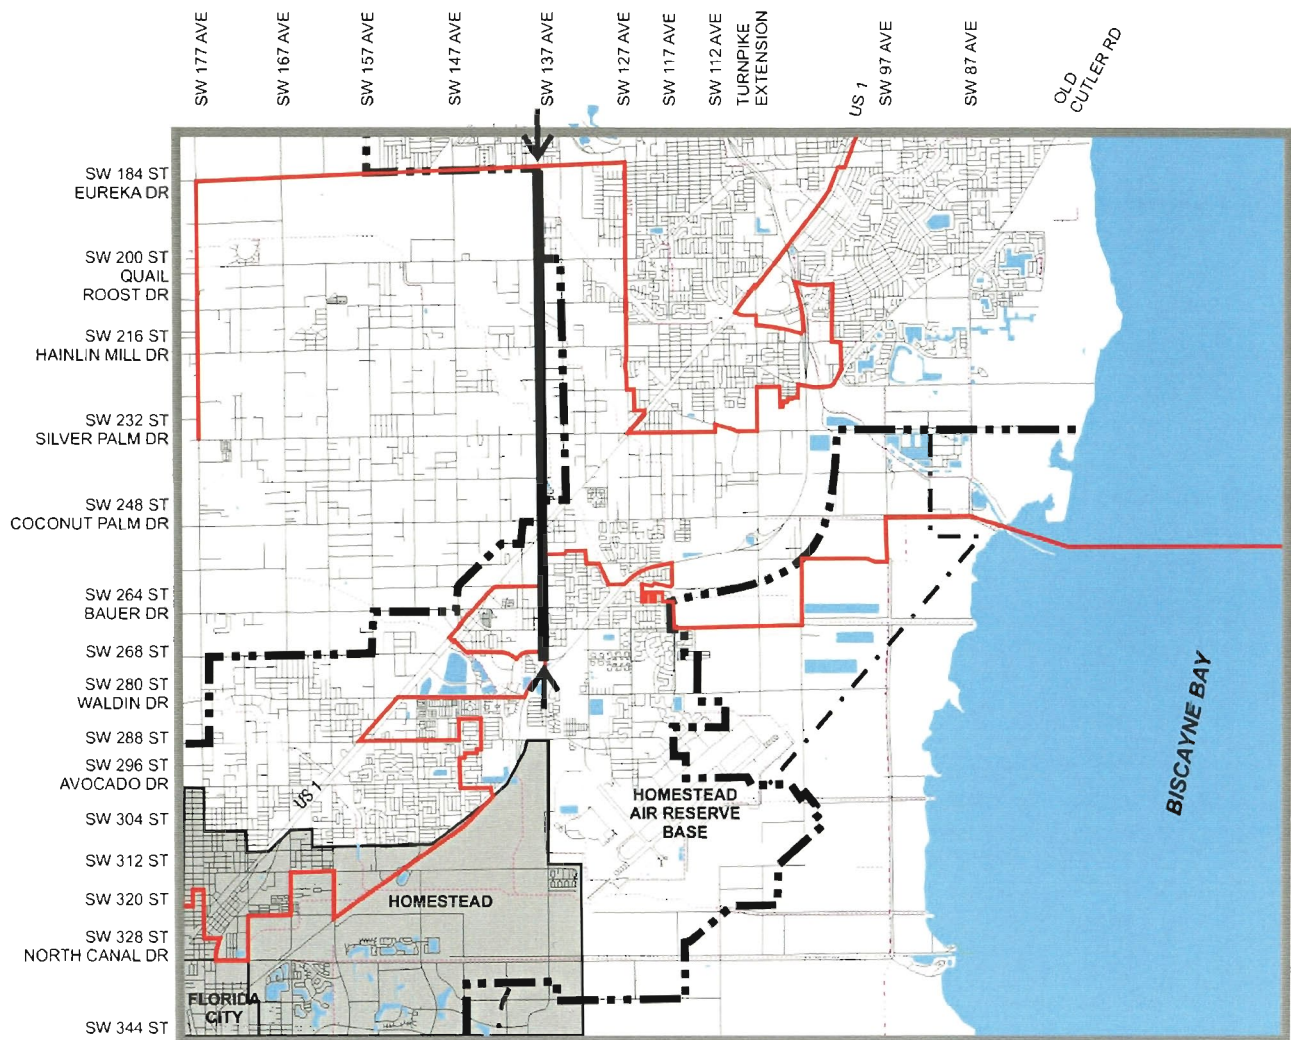 SW 177 AVE
SW 167 AVE
SW 157 AVE
SW 147 AVE
SW 137 AVE
SW 127 AVE
SW 117 AVE
SW 112 AVE
TURNPIKE
EXTENSION
US 1
SW 97 AVE
SW 87 AVE
OLD
CUTLER RD
SW 184 ST
EUREKA DR
SW 200 ST
QUAIL
ROOST DR
SW 216 ST
HAINLIN MILL DR
SW 232 ST
SILVER PALM DR
SW 248 ST
COCONUT PALM DR
SW 264 ST
BAUER DR
SW 268 ST
SW 280 ST
WALDIN DR
SW 288 ST
SW 296 ST
AVOCADO DR
SW 304 ST
SW 312 ST
SW 320 ST
SW 328 ST
NORTH CANAL DR
SW 344 ST
US 1
HOMESTEAD
AIR RESERVE
BASE
BISCAYNE BAY
HOMESTEAD
FLORIDA
CITY